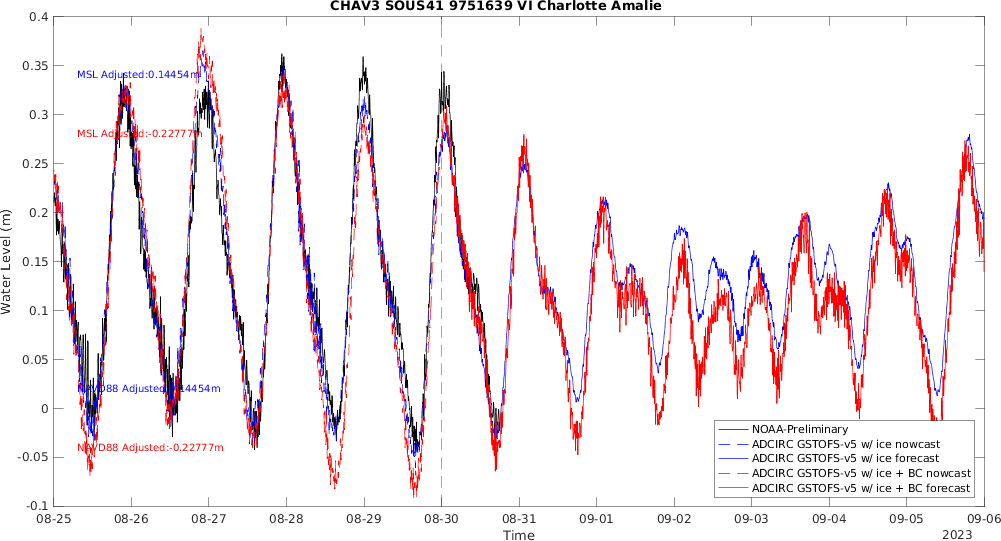 CHAV3 SOUS41 9751639 VI Charlotte Amalie
0.4
0.35
0.3
0.25
0.2
0.15
0.1
0.05
0
-0.05
-0.1
Water Level (m)
MSL Adjusted:0.14454m
MSL Adjusted:-0.22777m
NAVD88 Adjusted:0.14454m
NAVD88 Adjusted:-0.22777m
NOAA-Preliminary
ADCIRC GSTOFS-v5 w/ ice nowcast
ADCIRC GSTOFS-v5 w/ ice forecast
ADCIRC GSTOFS-v5 w/ ice + BC nowcast
ADCIRC GSTOFS-v5 w/ ice + BC forecast
08-25 08-26 08-27 08-28 08-29 08-30 08-31 09-01 09-02 09-03 09-04 09-05 09-06
Time
2023